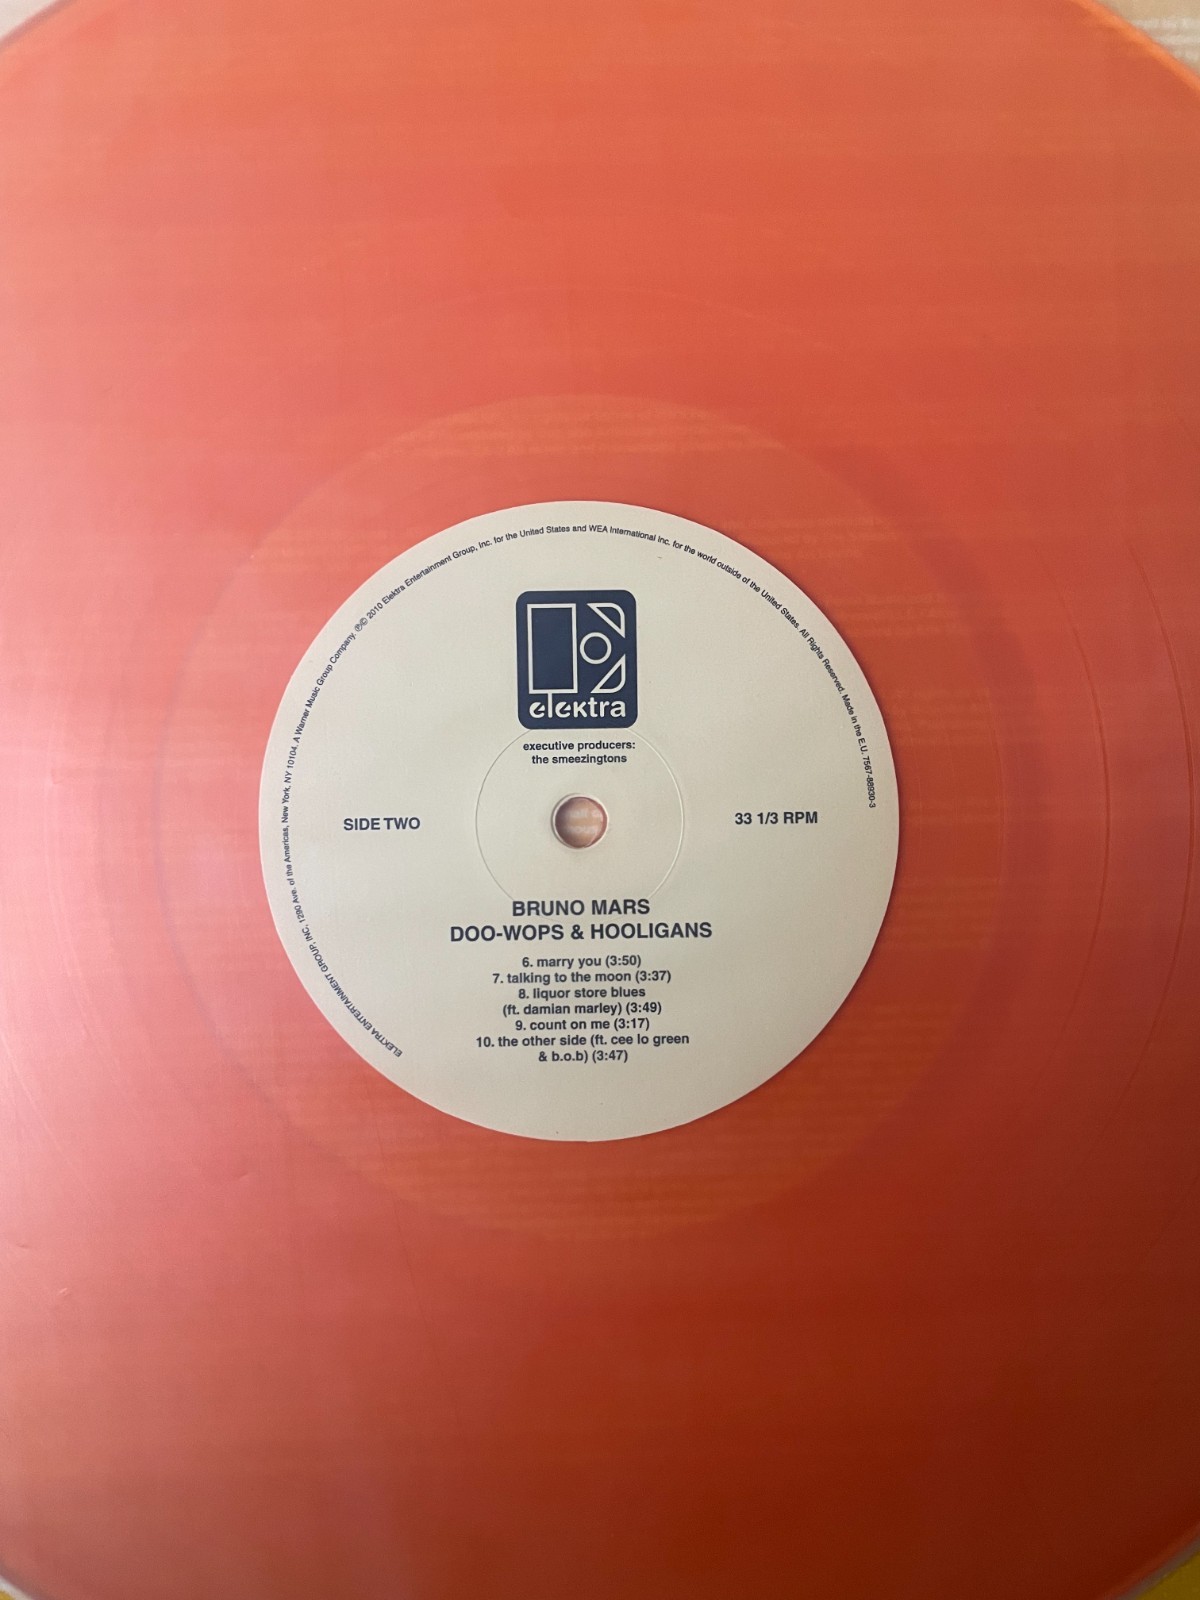 ELEKTRA ENTERTAINMENT GROUP, INC. 1290 Ave. of the Americas, New York, NY 10104. A Warner Music Group Company. ℗© 2010 Elektra Entertainment Group, Inc. for the United States and WEA International Inc. for the world outside of the United States. All Rights Reserved. Made in the E.U. 7567-88930-3
elektra
executive producers:
the smeezingtons
SIDE TWO
33 1/3 RPM
BRUNO MARS
DOO-WOPS & HOOLIGANS
6. marry you (3:50)
7. talking to the moon (3:37)
8. liquor store blues
(ft. damian marley) (3:49)
9. count on me (3:17)
10. the other side (ft. cee lo green
& b.o.b) (3:47)